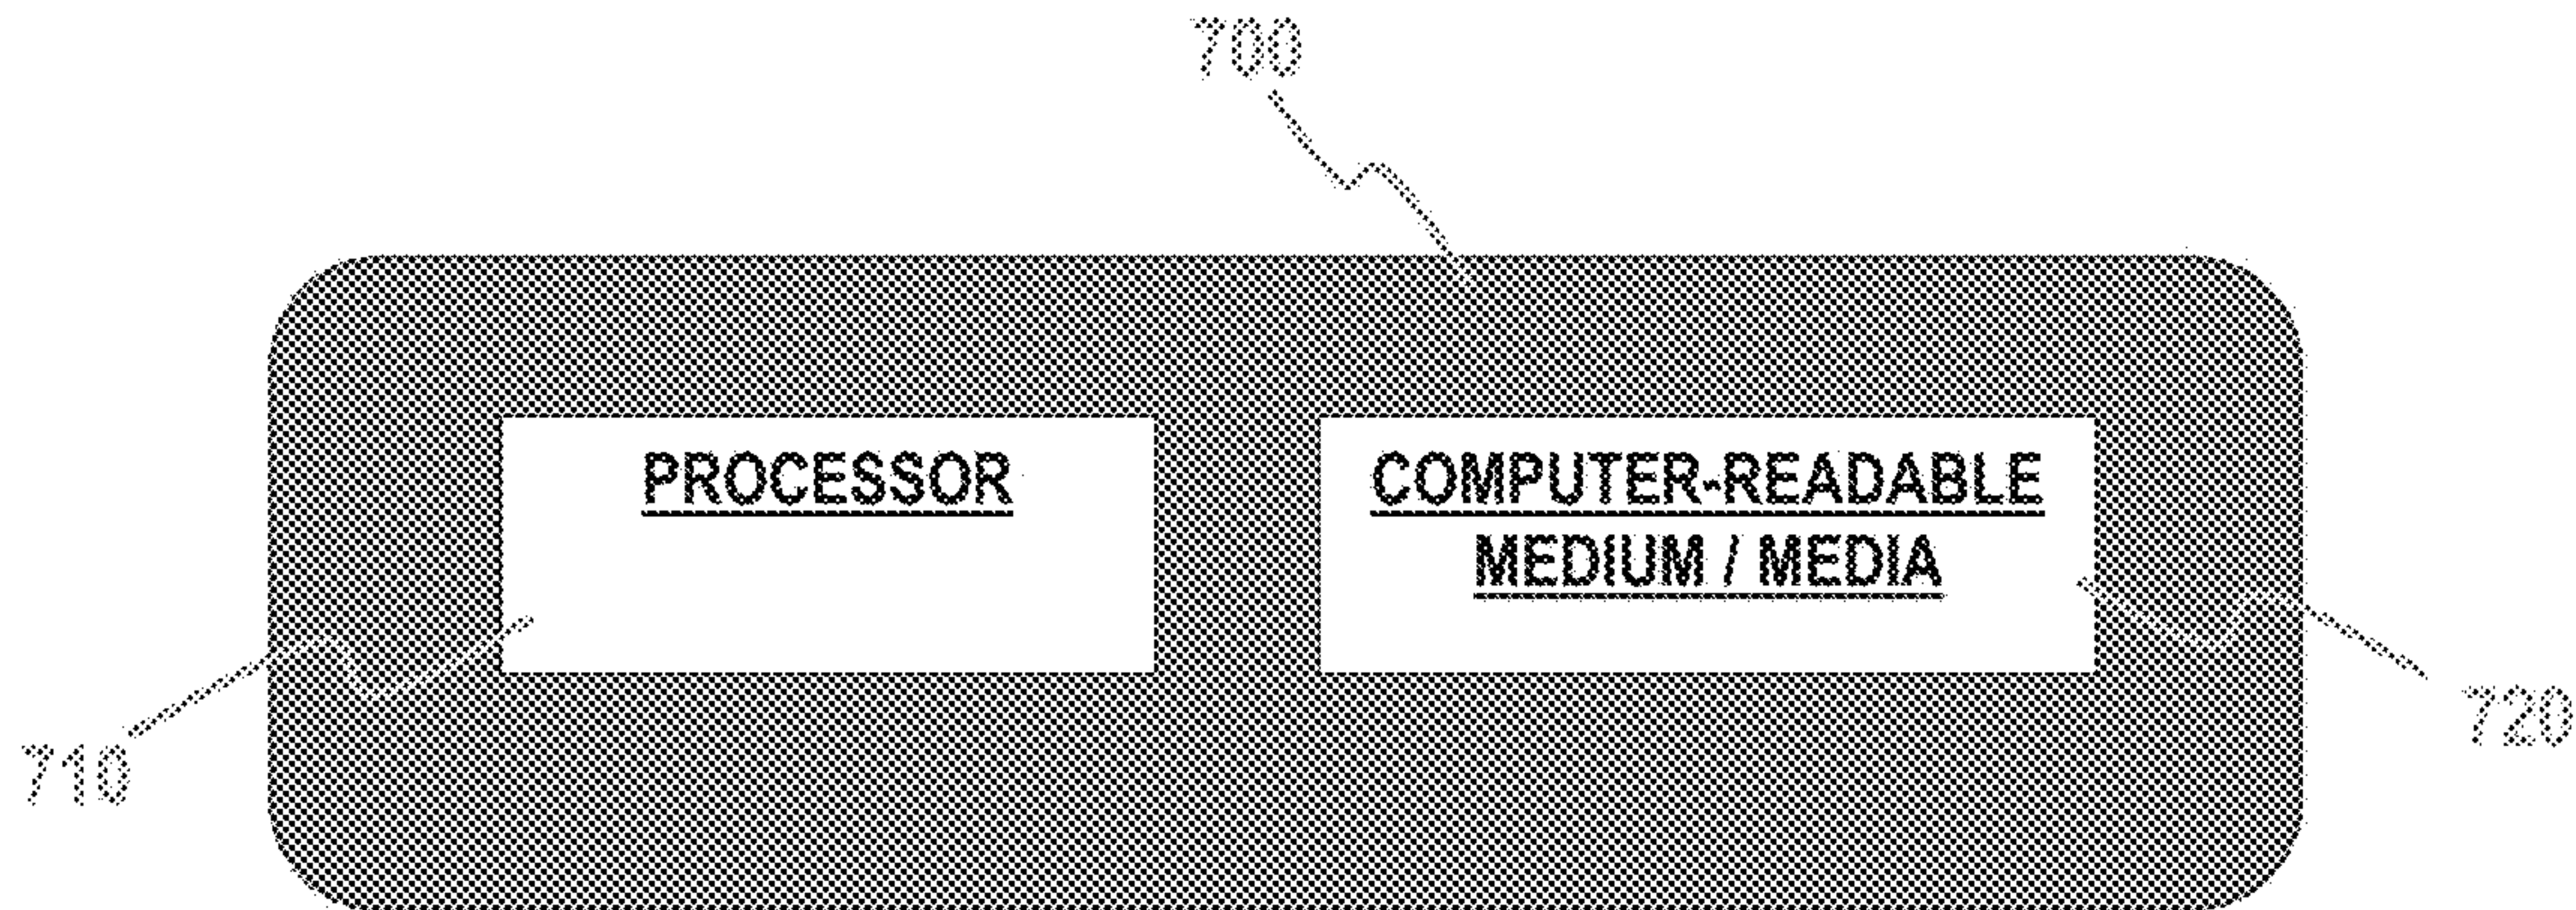 700
PROCESSOR
COMPUTER-READABLE
MEDIUM / MEDIA
710
720